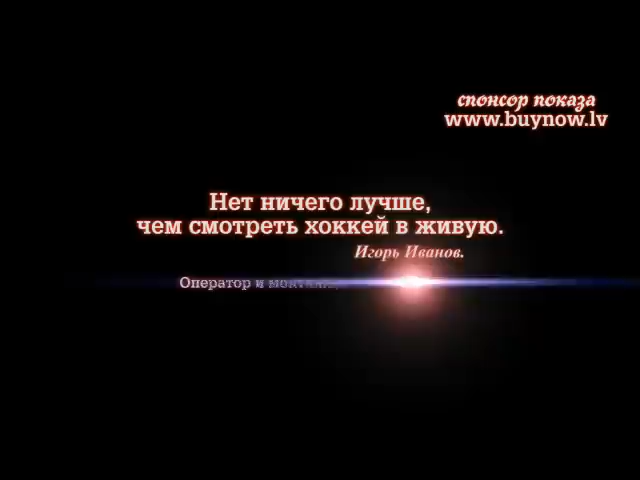 спонсор показа
www.buynow.lv
Нет ничего лучше,
чем смотреть хоккей в живую.
Игорь Иванов.
Оператор и